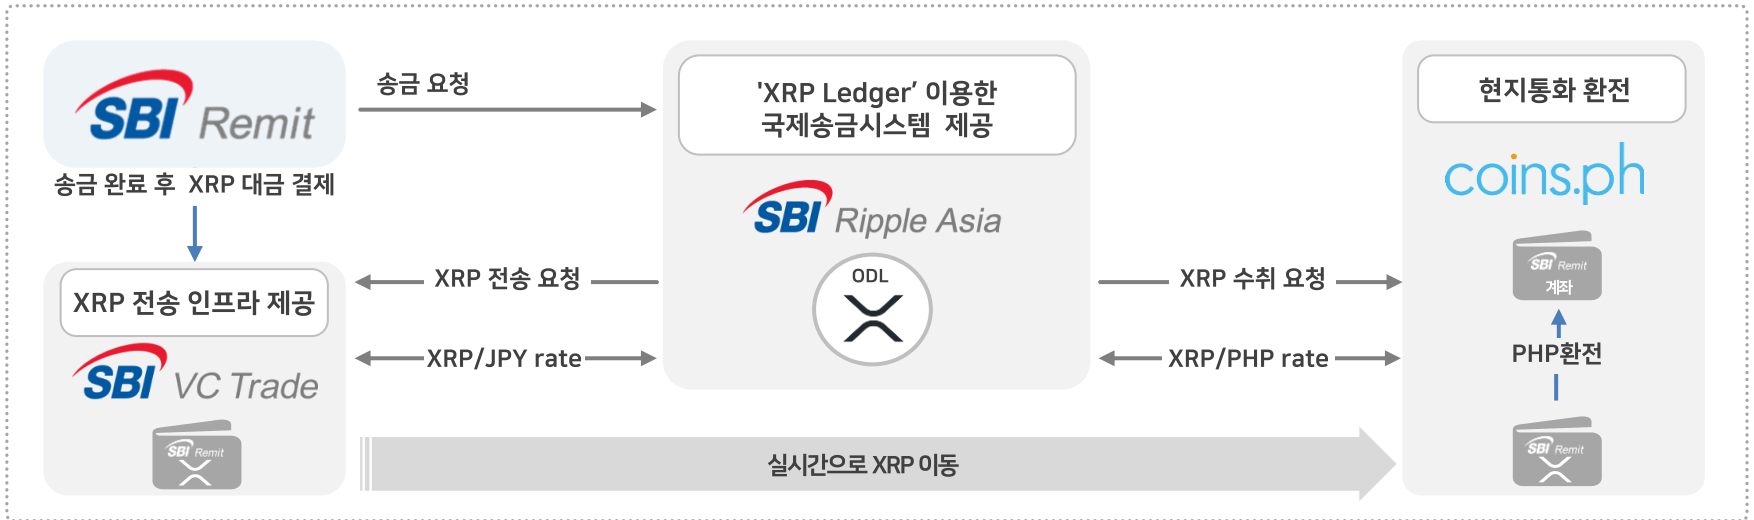 SBI Remit
송금 완료 후 XRP 대금 결제
XRP 전송 인프라 제공
SBI VC Trade
SBI Remit
송금 요청
XRP 전송 요청
XRP/JPY rate
'XRP Ledger’ 이용한
국제송금시스템 제공
SBI Ripple Asia
ODL
XRP 수취 요청
XRP/PHP rate
실시간으로 XRP 이동
현지통화 환전
coins.ph
SBI Remit
계좌
PHP환전
SBI Remit